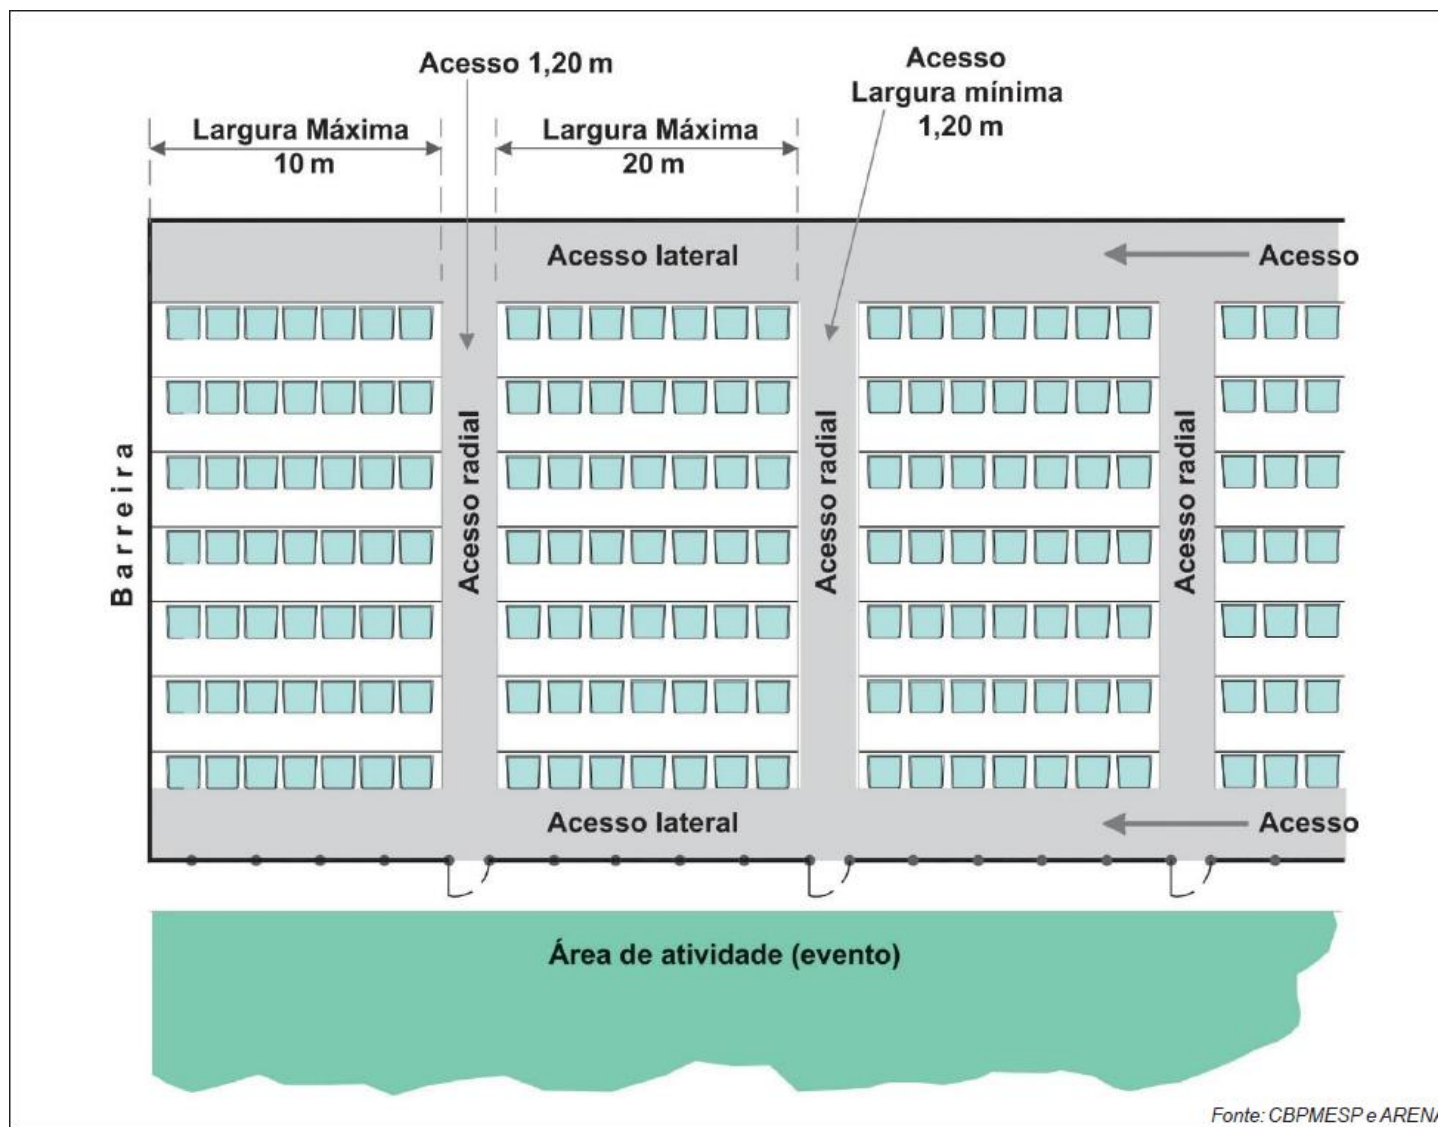 Acesso 1,20 m
Acesso
Largura mínima
1,20 m
Largura Máxima
10 m
Largura Máxima
20 m
Acesso lateral
Acesso
Barreira
Acesso radial
Acesso radial
Acesso radial
Acesso lateral
Acesso
Área de atividade (evento)
Fonte: CBPMESP e ARENA